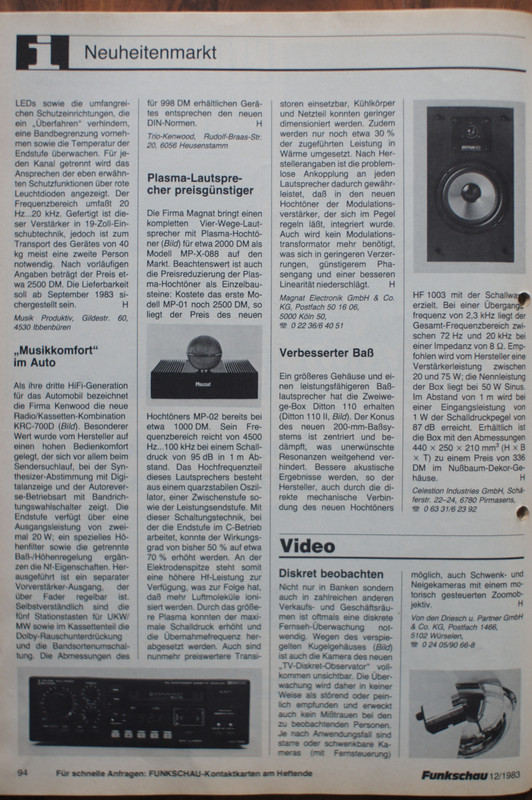 i Neuheitenmarkt
LEDs sowie die umfangrei-
chen Schutzeinrichtungen, die
ein „Überfahren" verhindern,
eine Bandbegrenzung vorneh-
men sowie die Temperatur der
Endstufe überwachen. Für je-
den Kanal getrennt wird das
Ansprechen der eben erwähn-
ten Schutzfunktionen über rote
Leuchtdioden angezeigt. Der
Frequenzbereich umfaßt 20
Hz...20 kHz. Gefertigt ist die-
ser Verstärker in 19-Zoll-Ein-
schubtechnik, jedoch ist zum
Transport des Gerätes von 40
kg meist eine zweite Person
notwendig. Nach vorläufigen
Angaben beträgt der Preis et-
wa 2500 DM. Die Lieferbarkeit
soll ab September 1983 si-
chergestellt sein. H
Musik Produktiv, Gildestr. 60,
4530 Ibbenbüren
„Musikkomfort"
im Auto
Als ihre dritte HiFi-Generation
für das Automobil bezeichnet
die Firma Kenwood die neue
Radio/Kassetten-Kombination
KRC-700D (Bild). Besonderer
Wert wurde vom Hersteller auf
einen hohen Bedienkomfort
gelegt, der sich vor allem beim
Sendersuchlauf, bei der Syn-
thesizer-Abstimmung mit Digi-
talanzeige und der Autorever-
se-Betriebsart mit Bandrich-
tungswahlschalter zeigt. Die
Endstufe verfügt über eine
Ausgangsleistung von zwei-
mal 20 W; ein spezielles Hö-
henfilter sowie die getrennte
Baß-/Höhenregelung ergän-
zen die Nf-Eigenschaften. Her-
ausgeführt ist ein separater
Vorverstärker-Ausgang, der
über Fader regelbar ist.
Selbstverständlich sind die
fünf Stationstasten für UKW/
MW sowie im Kassettenteil die
Dolby-Rauschunterdrückung
und die Bandsortenumschal-
tung. Die Abmessungen des
für 998 DM erhältlichen Gerä-
tes entsprechen den neuen
DIN-Normen. H
Trio-Kenwood, Rudolf-Braas-Str.
20, 6056 Heusenstamm
Plasma-Lautspre-
cher preisgünstiger
Die Firma Magnat bringt einen
kompletten Vier-Wege-Laut-
sprecher mit Plasma-Hochtö-
ner (Bild) für etwa 2000 DM als
Modell MP-X-088 auf den
Markt. Beachtenswert ist auch
die Preisreduzierung der Plas-
ma-Hochtöner als Einzelbau-
steine: Kostete das erste Mo-
dell MP-01 noch 2500 DM, so
liegt der Preis des neuen
Magnat
Hochtöners MP-02 bereits bei
etwa 1000 DM. Sein Fre-
quenzbereich reicht von 4500
Hz...100 kHz bei einem Schall-
druck von 95 dB in 1 m Ab-
stand. Das Hochfrequenzteil
dieses Lautsprechers besteht
aus einem quarzstabilen Oszil-
lator, einer Zwischenstufe so-
wie der Leistungsendstufe. Mit
dieser Schaltungstechnik, bei
der die Endstufe im C-Betrieb
arbeitet, konnte der Wirkungs-
grad von bisher 50 % auf etwa
70 % erhöht werden. An der
Elektrodenspitze steht somit
eine höhere Hf-Leistung zur
Verfügung, was zur Folge hat,
daß mehr Luftmoleküle ioni-
siert werden. Durch das größe-
re Plasma konnten der maxi-
male Schalldruck erhöht und
die Übernahmefrequenz her-
abgesetzt werden. Auch sind
nunmehr preiswertere Transi-
storen einsetzbar, Kühlkörper
und Netzteil konnten geringer
dimensioniert werden. Zudem
werden nur noch etwa 30 %
der zugeführten Leistung in
Wärme umgesetzt. Nach Her-
stellerangaben ist die problem-
lose Ankopplung an jeden
Lautsprecher dadurch gewähr-
leistet, daß in den neuen
Hochtöner der Modulations-
verstärker, der sich im Pegel
regeln läßt, integriert wurde.
Auch wird kein Modulations-
transformator mehr benötigt,
was sich in geringeren Verzer-
rungen, günstigerem Pha-
sengang und einer besseren
Linearität niederschlägt. H
Magnat Electronik GmbH & Co.
KG, Postfach 50 16 06,
5000 Köln 50,
☎ 0 22 36/6 40 51
Verbesserter Baß
Ein größeres Gehäuse und ei-
nen leistungsfähigeren Baß-
lautsprecher hat die Zweiwe-
ge-Box Ditton 110 erhalten
(Ditton 110 II, Bild). Der Konus
des neuen 200-mm-Baßsy-
stems ist zentriert und be-
dämpft, was unerwünschte
Resonanzen weitgehend ver-
hindert. Bessere akustische
Ergebnisse werden, so der
Hersteller, auch durch die di-
rekte mechanische Verbin-
dung des neuen Hochtöners
HF 1003 mit der Schallwand
erzielt. Bei einer Übergangs-
frequenz von 2,3 kHz liegt der
Gesamt-Frequenzbereich zwi-
schen 72 Hz und 20 kHz bei
einer Impedanz von 8 Ω. Emp-
fohlen wird vom Hersteller eine
Verstärkerleistung zwischen
20 und 75 W; die Nennleistung
der Box liegt bei 50 W Sinus.
Im Abstand von 1 m wird bei
einer Eingangsleistung von
1 W der Schalldruckpegel von
87 dB erreicht. Erhältlich ist
die Box mit den Abmessungen
440 × 250 × 210 mm³ (H × B
× T) zu einem Preis von 336
DM im Nußbaum-Dekor-Ge-
häuse. H
Celestion Industries GmbH, Schä-
ferstr. 22–24, 6780 Pirmasens,
☎ 0 63 31/6 23 92
Video
Diskret beobachten
Nicht nur in Banken sondern
auch in zahlreichen anderen
Verkaufs- und Geschäftsräu-
men ist oftmals eine diskrete
Fernseh-Überwachung not-
wendig. Wegen des verspie-
gelten Kugelgehäuses (Bild)
ist auch die Kamera des neuen
„TV-Diskret-Observator" voll-
kommen unsichtbar. Die Über-
wachung wird daher in keiner
Weise als störend oder pein-
lich empfunden und erweckt
auch kein Mißtrauen bei den
zu beobachtenden Personen.
Je nach Anwendungsfall sind
starre oder schwenkbare Ka-
meras (mit Fernsteuerung)
möglich, auch Schwenk- und
Neigekameras mit einem mo-
torisch gesteuerten Zoomob-
jektiv. H
Von den Driesch u. Partner GmbH
& Co. KG, Postfach 1466,
5102 Würselen,
☎ 0 24 05/90 66-8
94 Für schnelle Anfragen: FUNKSCHAU-Kontaktkarten am Heftende Funkschau 12/1983